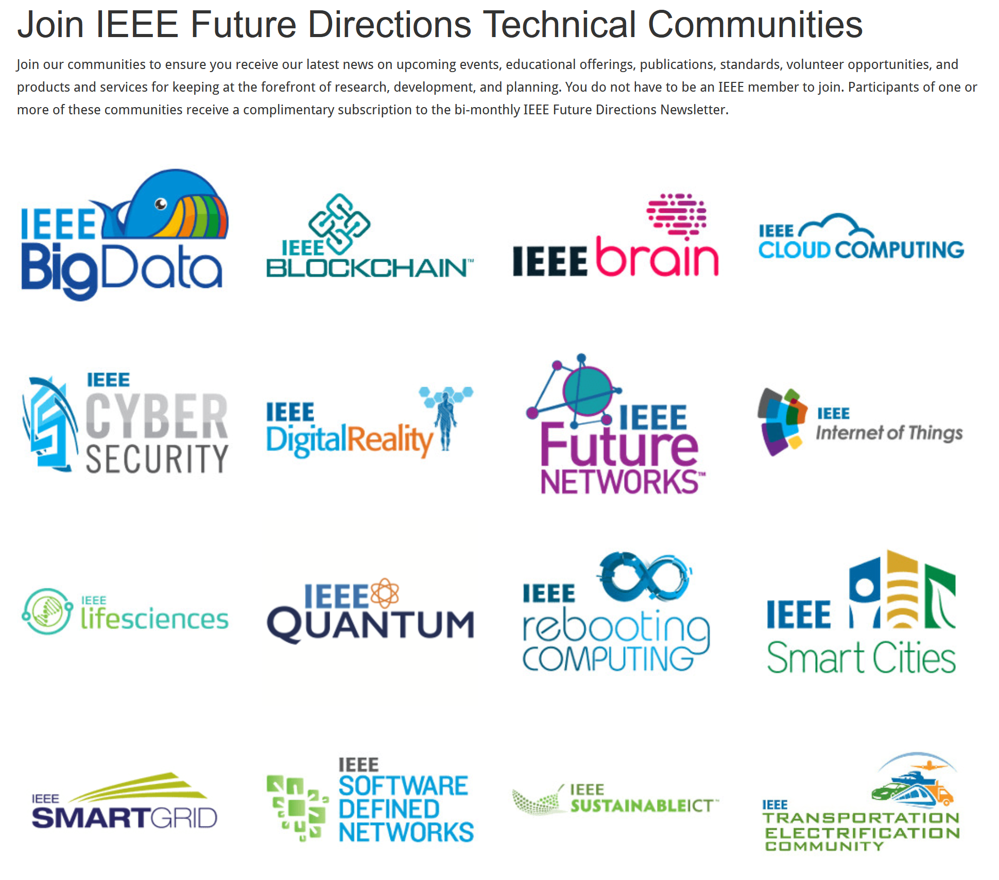 Join IEEE Future Directions Technical Communities
Join our communities to ensure you receive our latest news on upcoming events, educational offerings, publications, standards, volunteer opportunities, and
products and services for keeping at the forefront of research, development, and planning. You do not have to be an IEEE member to join. Participants of one or
more of these communities receive a complimentary subscription to the bi-monthly IEEE Future Directions Newsletter.
IEEE
BigData
IEEE
BLOCKCHAIN™
IEEE brain
IEEE
CLOUD COMPUTING
IEEE
CYBER
SECURITY
IEEE
DigitalReality
IEEE
Future
NETWORKS™
IEEE
Internet of Things
IEEE
lifesciences
IEEE
QUANTUM
IEEE
rebooting
COMPUTING
IEEE
Smart Cities
IEEE
SMARTGRID
IEEE
SOFTWARE
DEFINED
NETWORKS
IEEE
SUSTAINABLEICT™
IEEE
TRANSPORTATION
ELECTRIFICATION
COMMUNITY